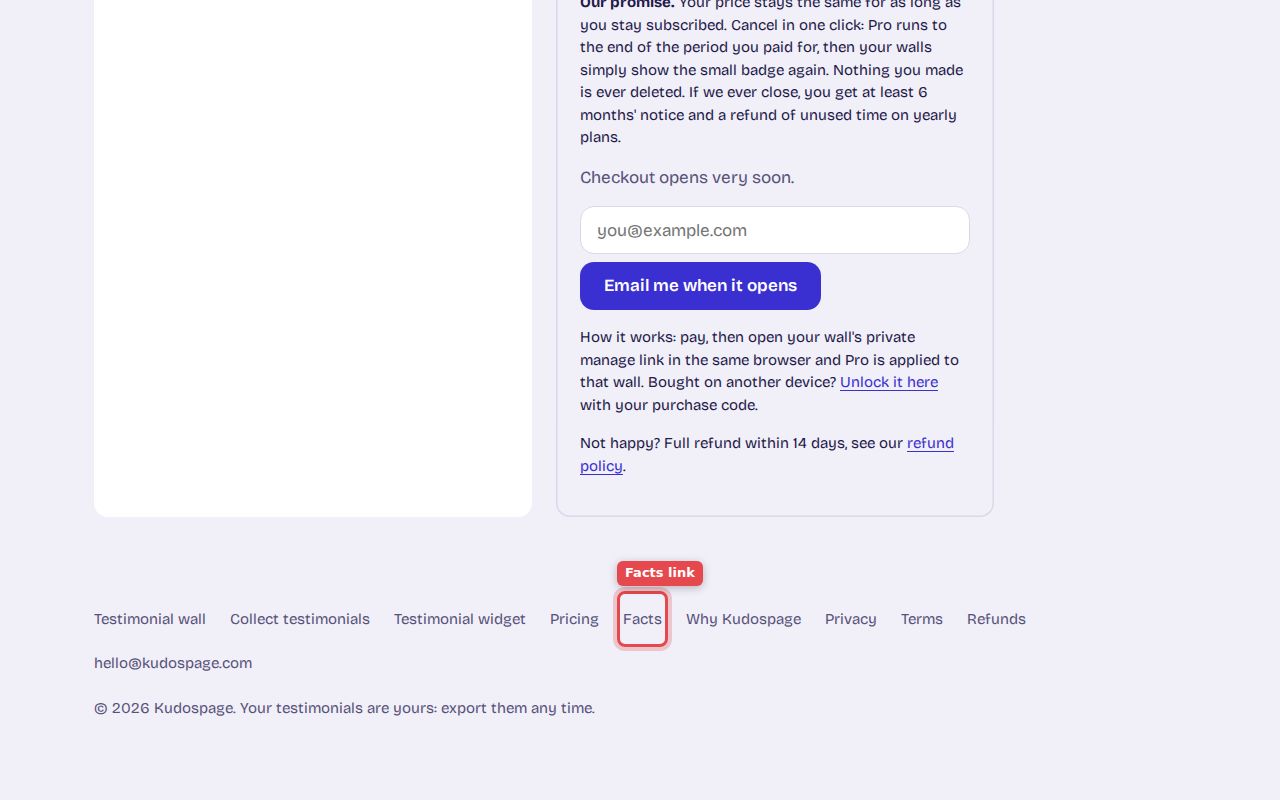 Our promise. Your price stays the same for as long as
you stay subscribed. Cancel in one click: Pro runs to
the end of the period you paid for, then your walls
simply show the small badge again. Nothing you made
is ever deleted. If we ever close, you get at least 6
months' notice and a refund of unused time on yearly
plans.
Checkout opens very soon.
you@example.com
Email me when it opens
How it works: pay, then open your wall's private
manage link in the same browser and Pro is applied to
that wall. Bought on another device? Unlock it here
with your purchase code.
Not happy? Full refund within 14 days, see our refund
policy.
Facts link
Testimonial wall Collect testimonials Testimonial widget Pricing Facts Why Kudospage Privacy Terms Refunds
hello@kudospage.com
© 2026 Kudospage. Your testimonials are yours: export them any time.